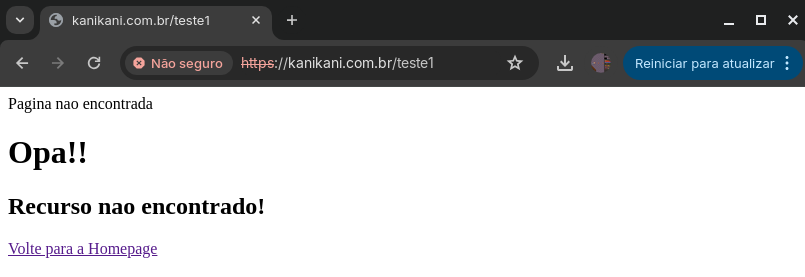 kanikani.com.br/teste1
Não seguro https://kanikani.com.br/teste1 Reiniciar para atualizar
Pagina nao encontrada
Opa!!
Recurso nao encontrado!
Volte para a Homepage